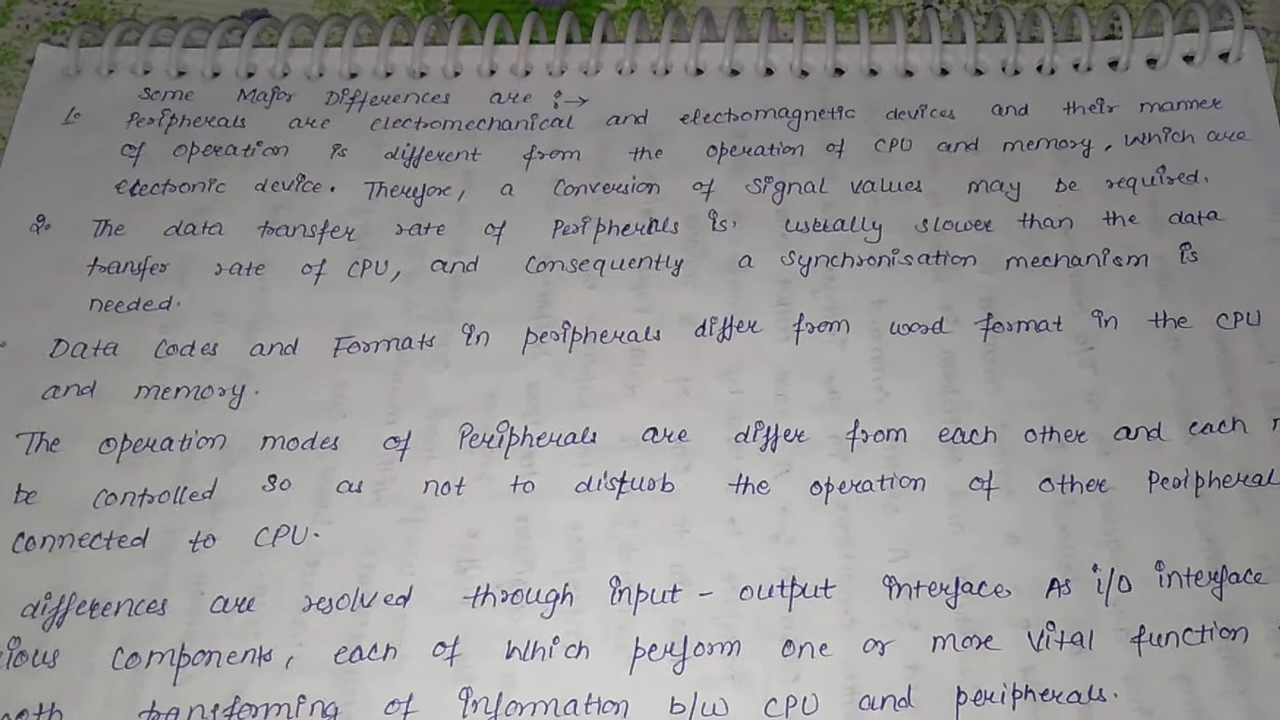 Some Major Differences are :→
1. Peripherals are electromechanical and electromagnetic devices and their manner
of operation is different from the operation of CPU and memory, which are
electronic device. Therefore, a Conversion of Signal values may be required.
2. The data transfer rate of Peripherals is usually slower than the data
transfer rate of CPU, and consequently a synchronisation mechanism is
needed.
Data Codes and Formats in peripherals differ from word format in the CPU
and memory.
The operation modes of Peripherals are differ from each other and each
be controlled so as not to disturb the operation of other Peripheral
connected to CPU.
differences are resolved through input - output interface. As i/O interface
ious components, each of which perform one or more vital function
transforming of information b/w CPU and peripherals.